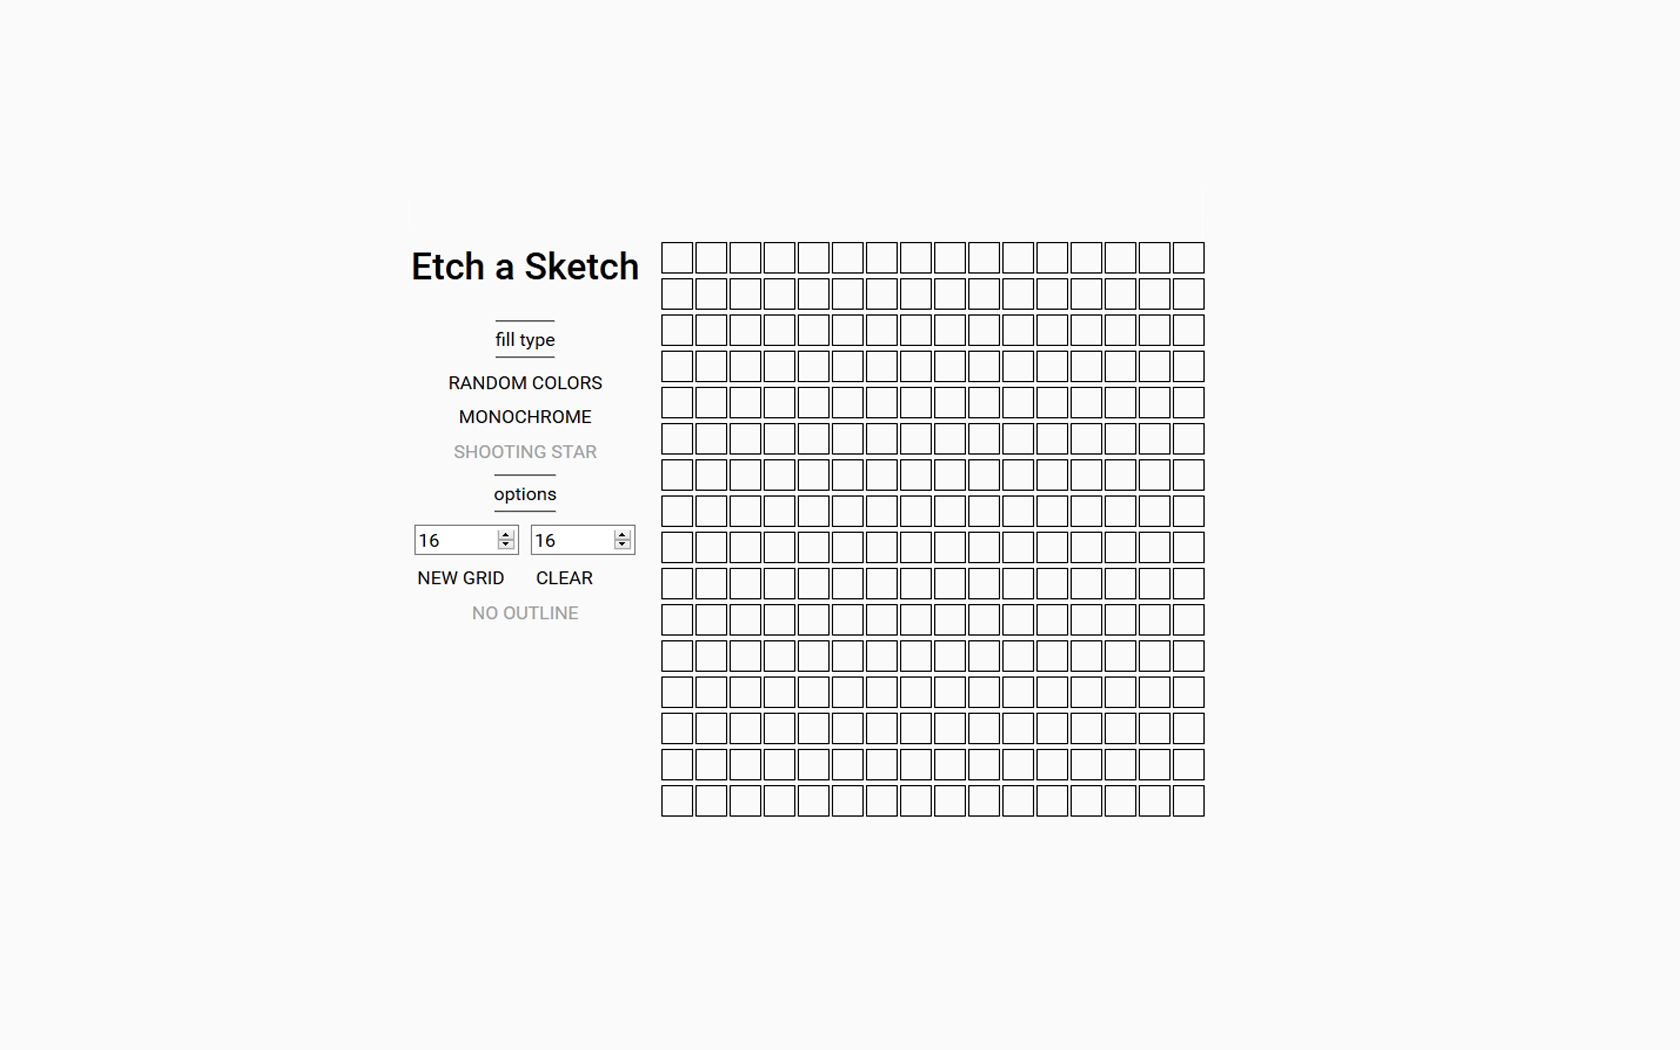 Etch a Sketch
fill type
RANDOM COLORS
MONOCHROME
SHOOTING STAR
options
16 16
NEW GRID CLEAR
NO OUTLINE